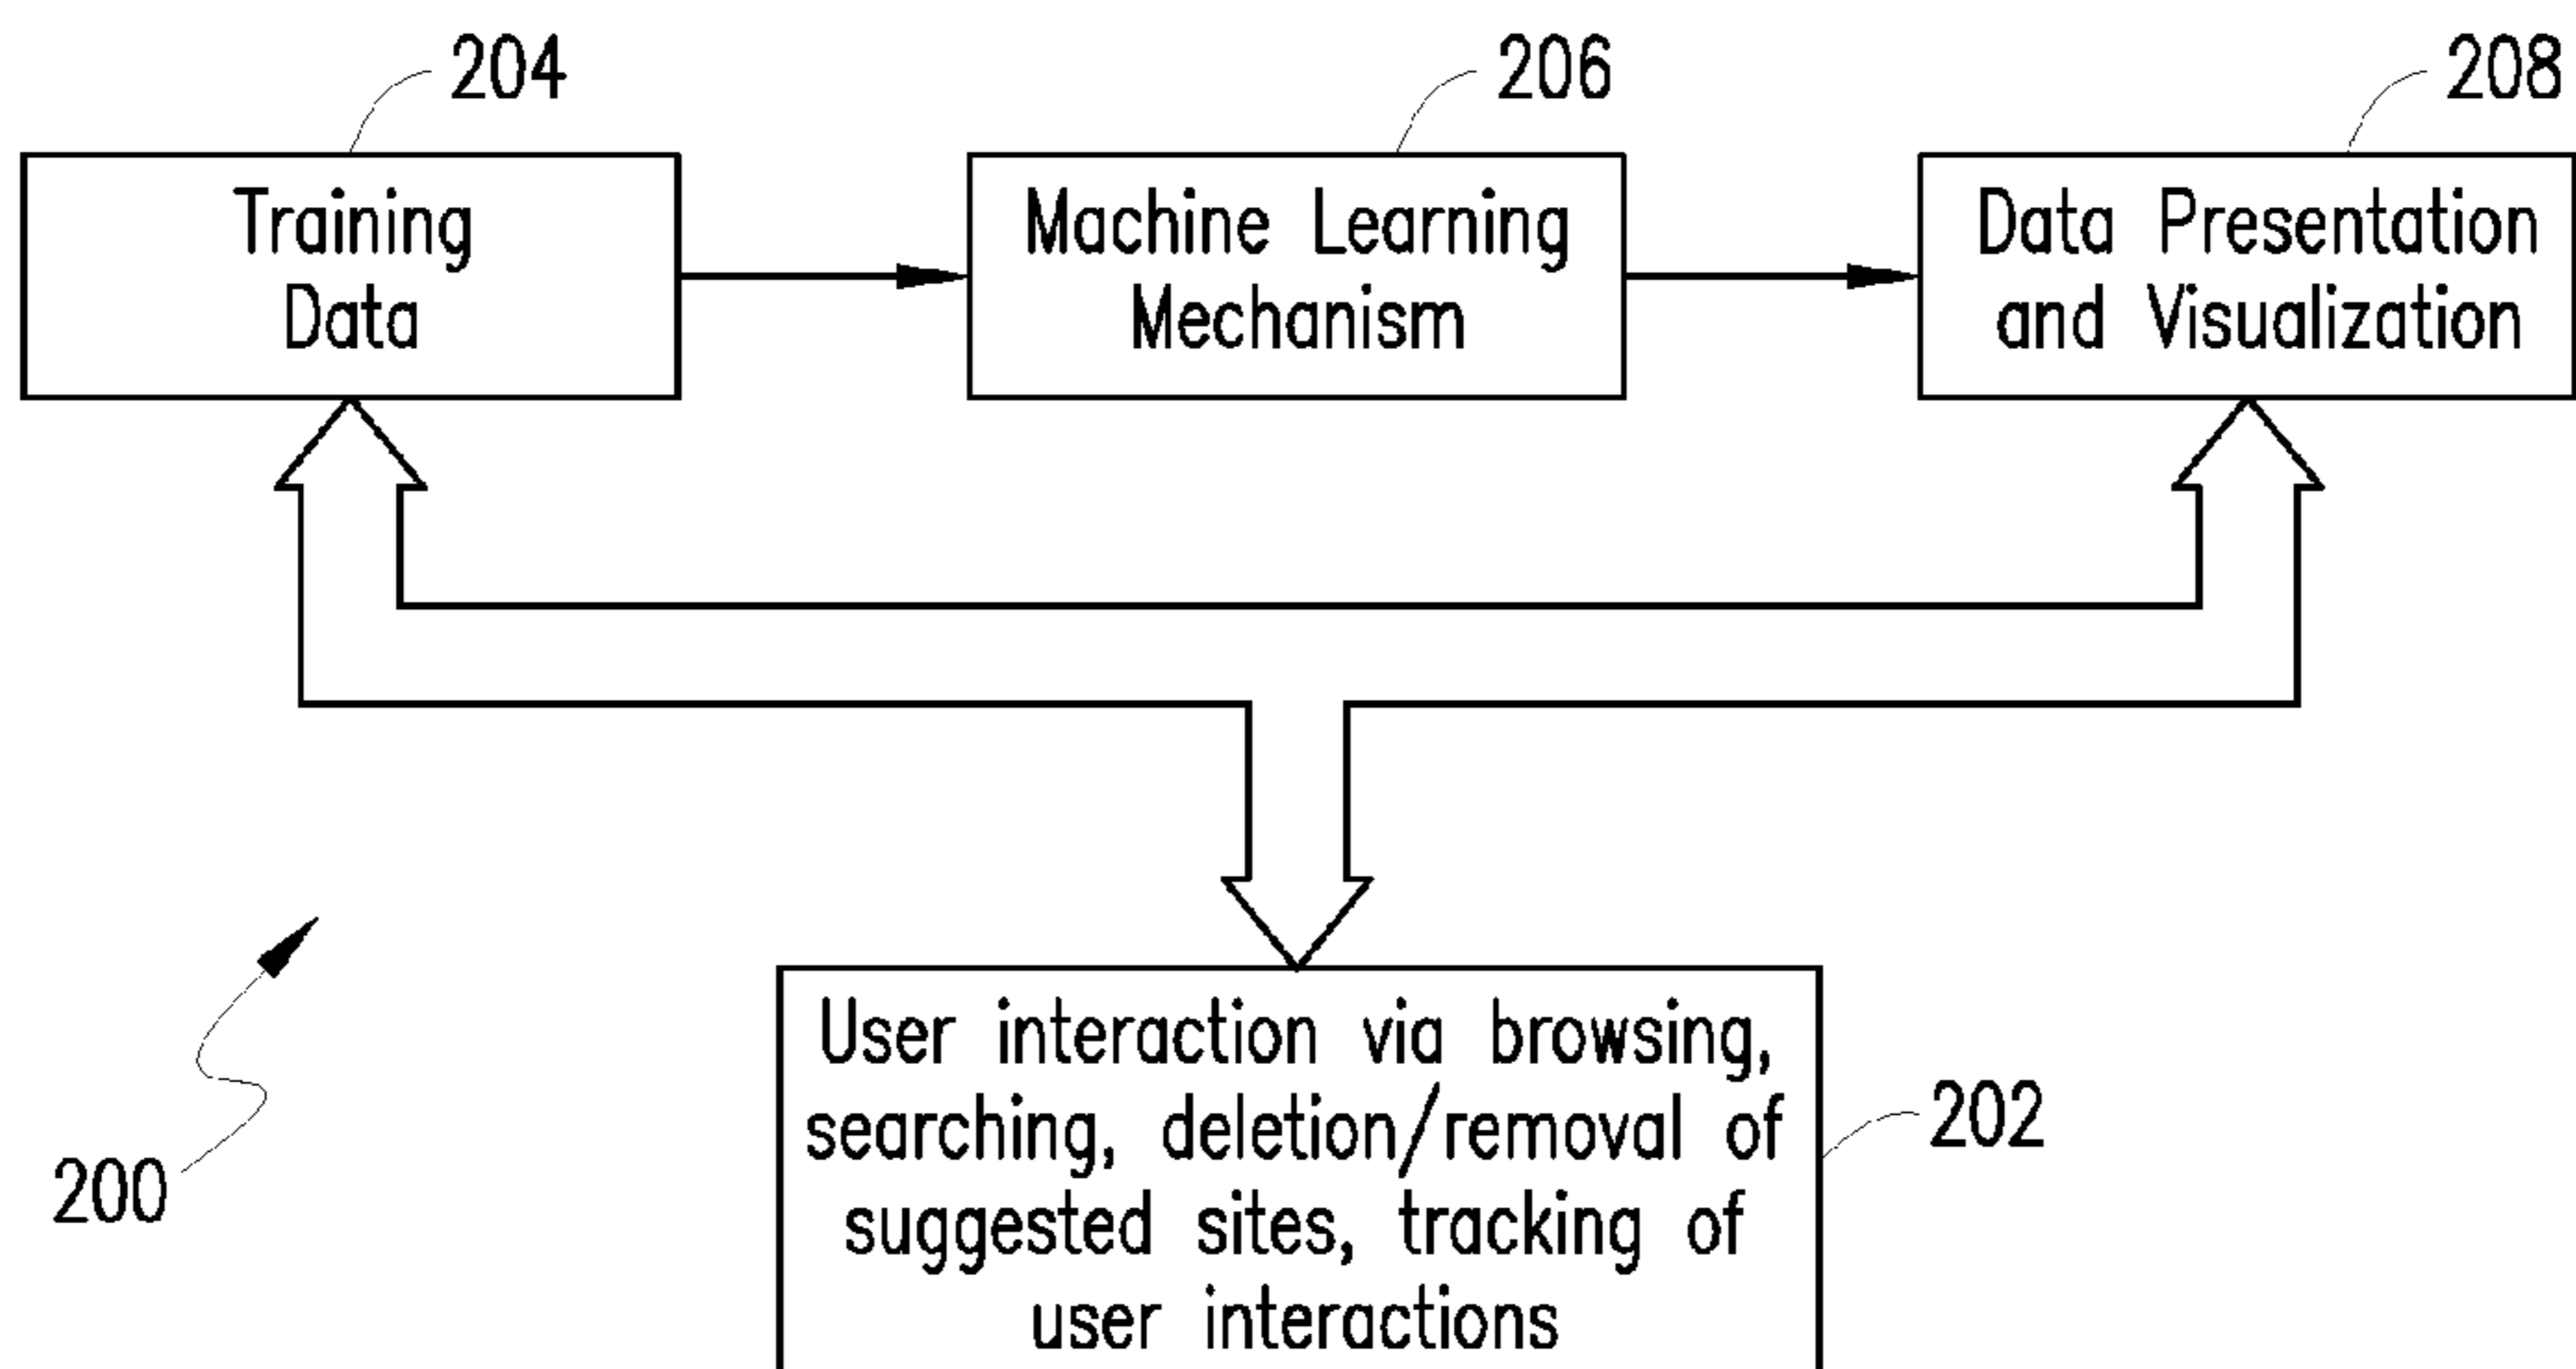 204
206
208
Training
Data
Machine Learning
Mechanism
Data Presentation
and Visualization
User interaction via browsing,
searching, deletion/removal of
suggested sites, tracking of
user interactions
202
200